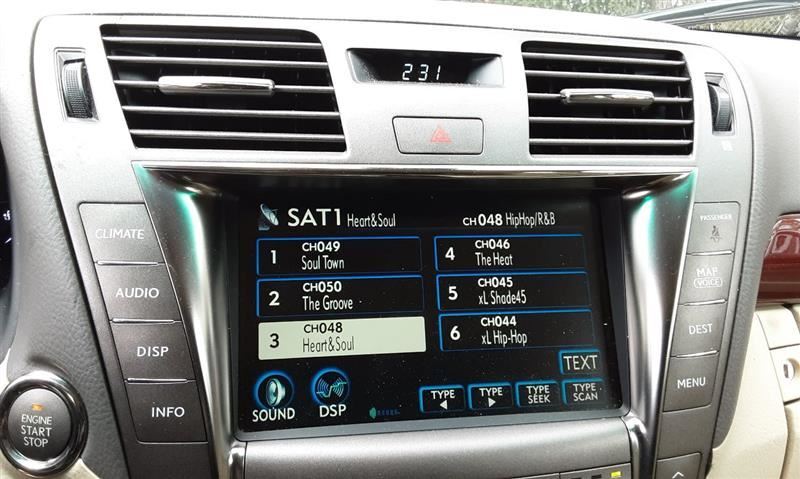 2:31
SAT1 Heart&Soul
CH048 HipHop/R&B
1 CH049 Soul Town
2 CH050 The Groove
3 CH048 Heart&Soul
4 CH046 The Heat
5 CH045 xL Shade45
6 CH044 xL Hip-Hop
TEXT
SOUND
DSP
TYPE
TYPE
TYPE SEEK
TYPE SCAN
CLIMATE
AUDIO
DISP
INFO
ENGINE
START
STOP
PASSENGER
MAP
VOICE
DEST
MENU